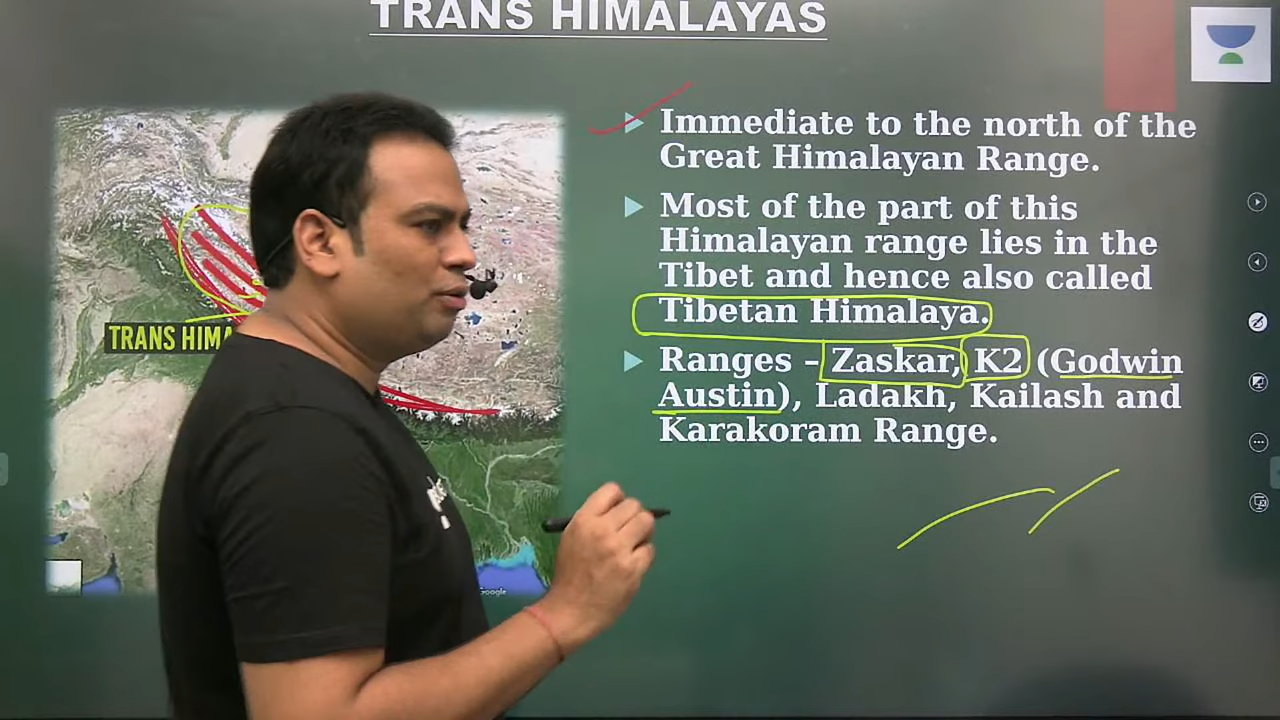 TRANS HIMALAYAS
Immediate to the north of the
Great Himalayan Range.
Most of the part of this
Himalayan range lies in the
Tibet and hence also called
Tibetan Himalaya.
Ranges – Zaskar, K2 (Godwin
Austin), Ladakh, Kailash and
Karakoram Range.
TRANS HIMA
Google